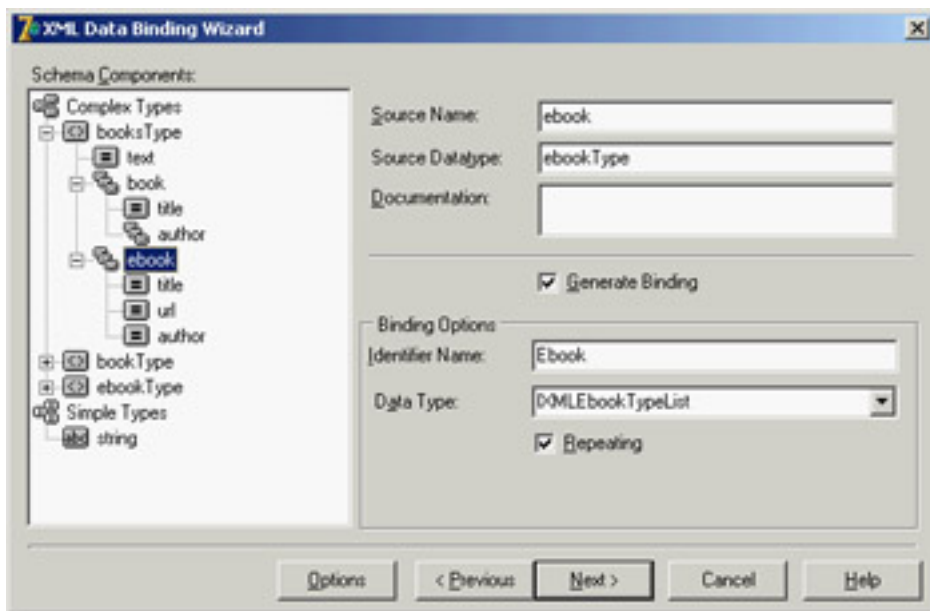 XML Data Binding Wizard
Schema Components:
Complex Types
booksType
text
book
title
author
ebook
title
url
author
bookType
ebookType
Simple Types
abc string
Source Name: ebook
Source Datatype: ebookType
Documentation:
Generate Binding
Binding Options
Identifier Name: Ebook
Data Type: IXMLEbookTypeList
Repeating
Options < Previous Next > Cancel Help